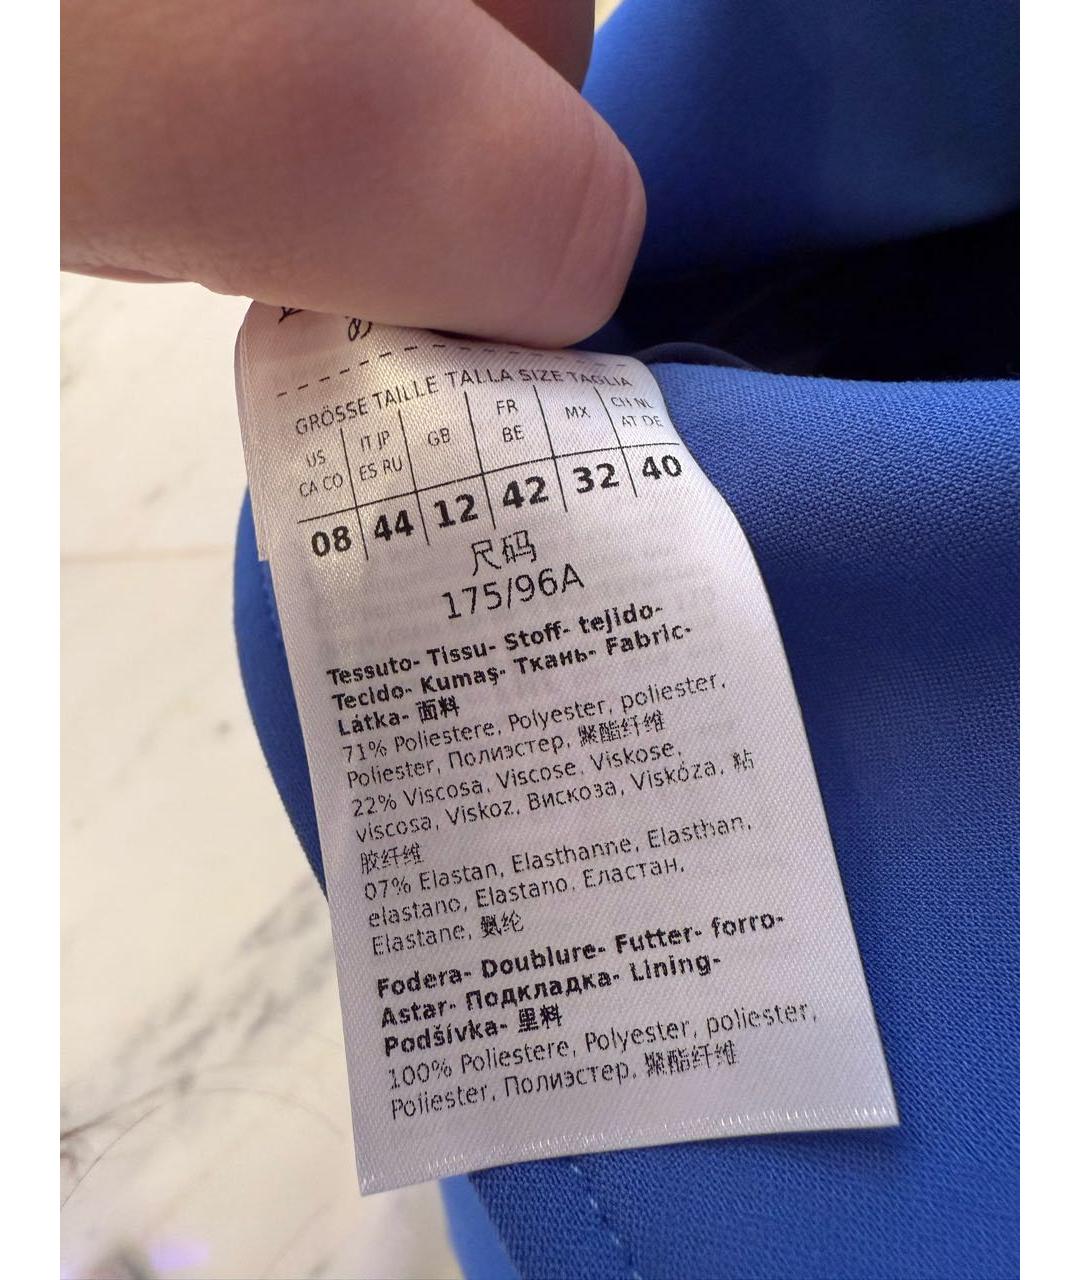 GRÖSSE TAILLE TALLA SIZE TAGLIA
US CA CO IT JP ES RU GB FR BE MX CH NL AT DE
08 44 12 42 32 40
尺码
175/96A
Tessuto- Tissu- Stoff- tejido-
Tecido- Kumaş- Ткань- Fabric-
Látka- 面料
71% Poliestere, Polyester, poliester,
Poliester, Полиэстер, 聚酯纤维
22% Viscosa, Viscose, Viskose,
viscosa, Viskoz, Вискоза, Viskóza, 粘
胶纤维
07% Elastan, Elasthanne, Elasthan,
elastano, Elastano, Еластан,
Elastane, 氨纶
Fodera- Doublure- Futter- forro-
Astar- Подкладка- Lining-
Podšívka- 里料
100% Poliestere, Polyester, poliester,
Poliester, Полиэстер, 聚酯纤维